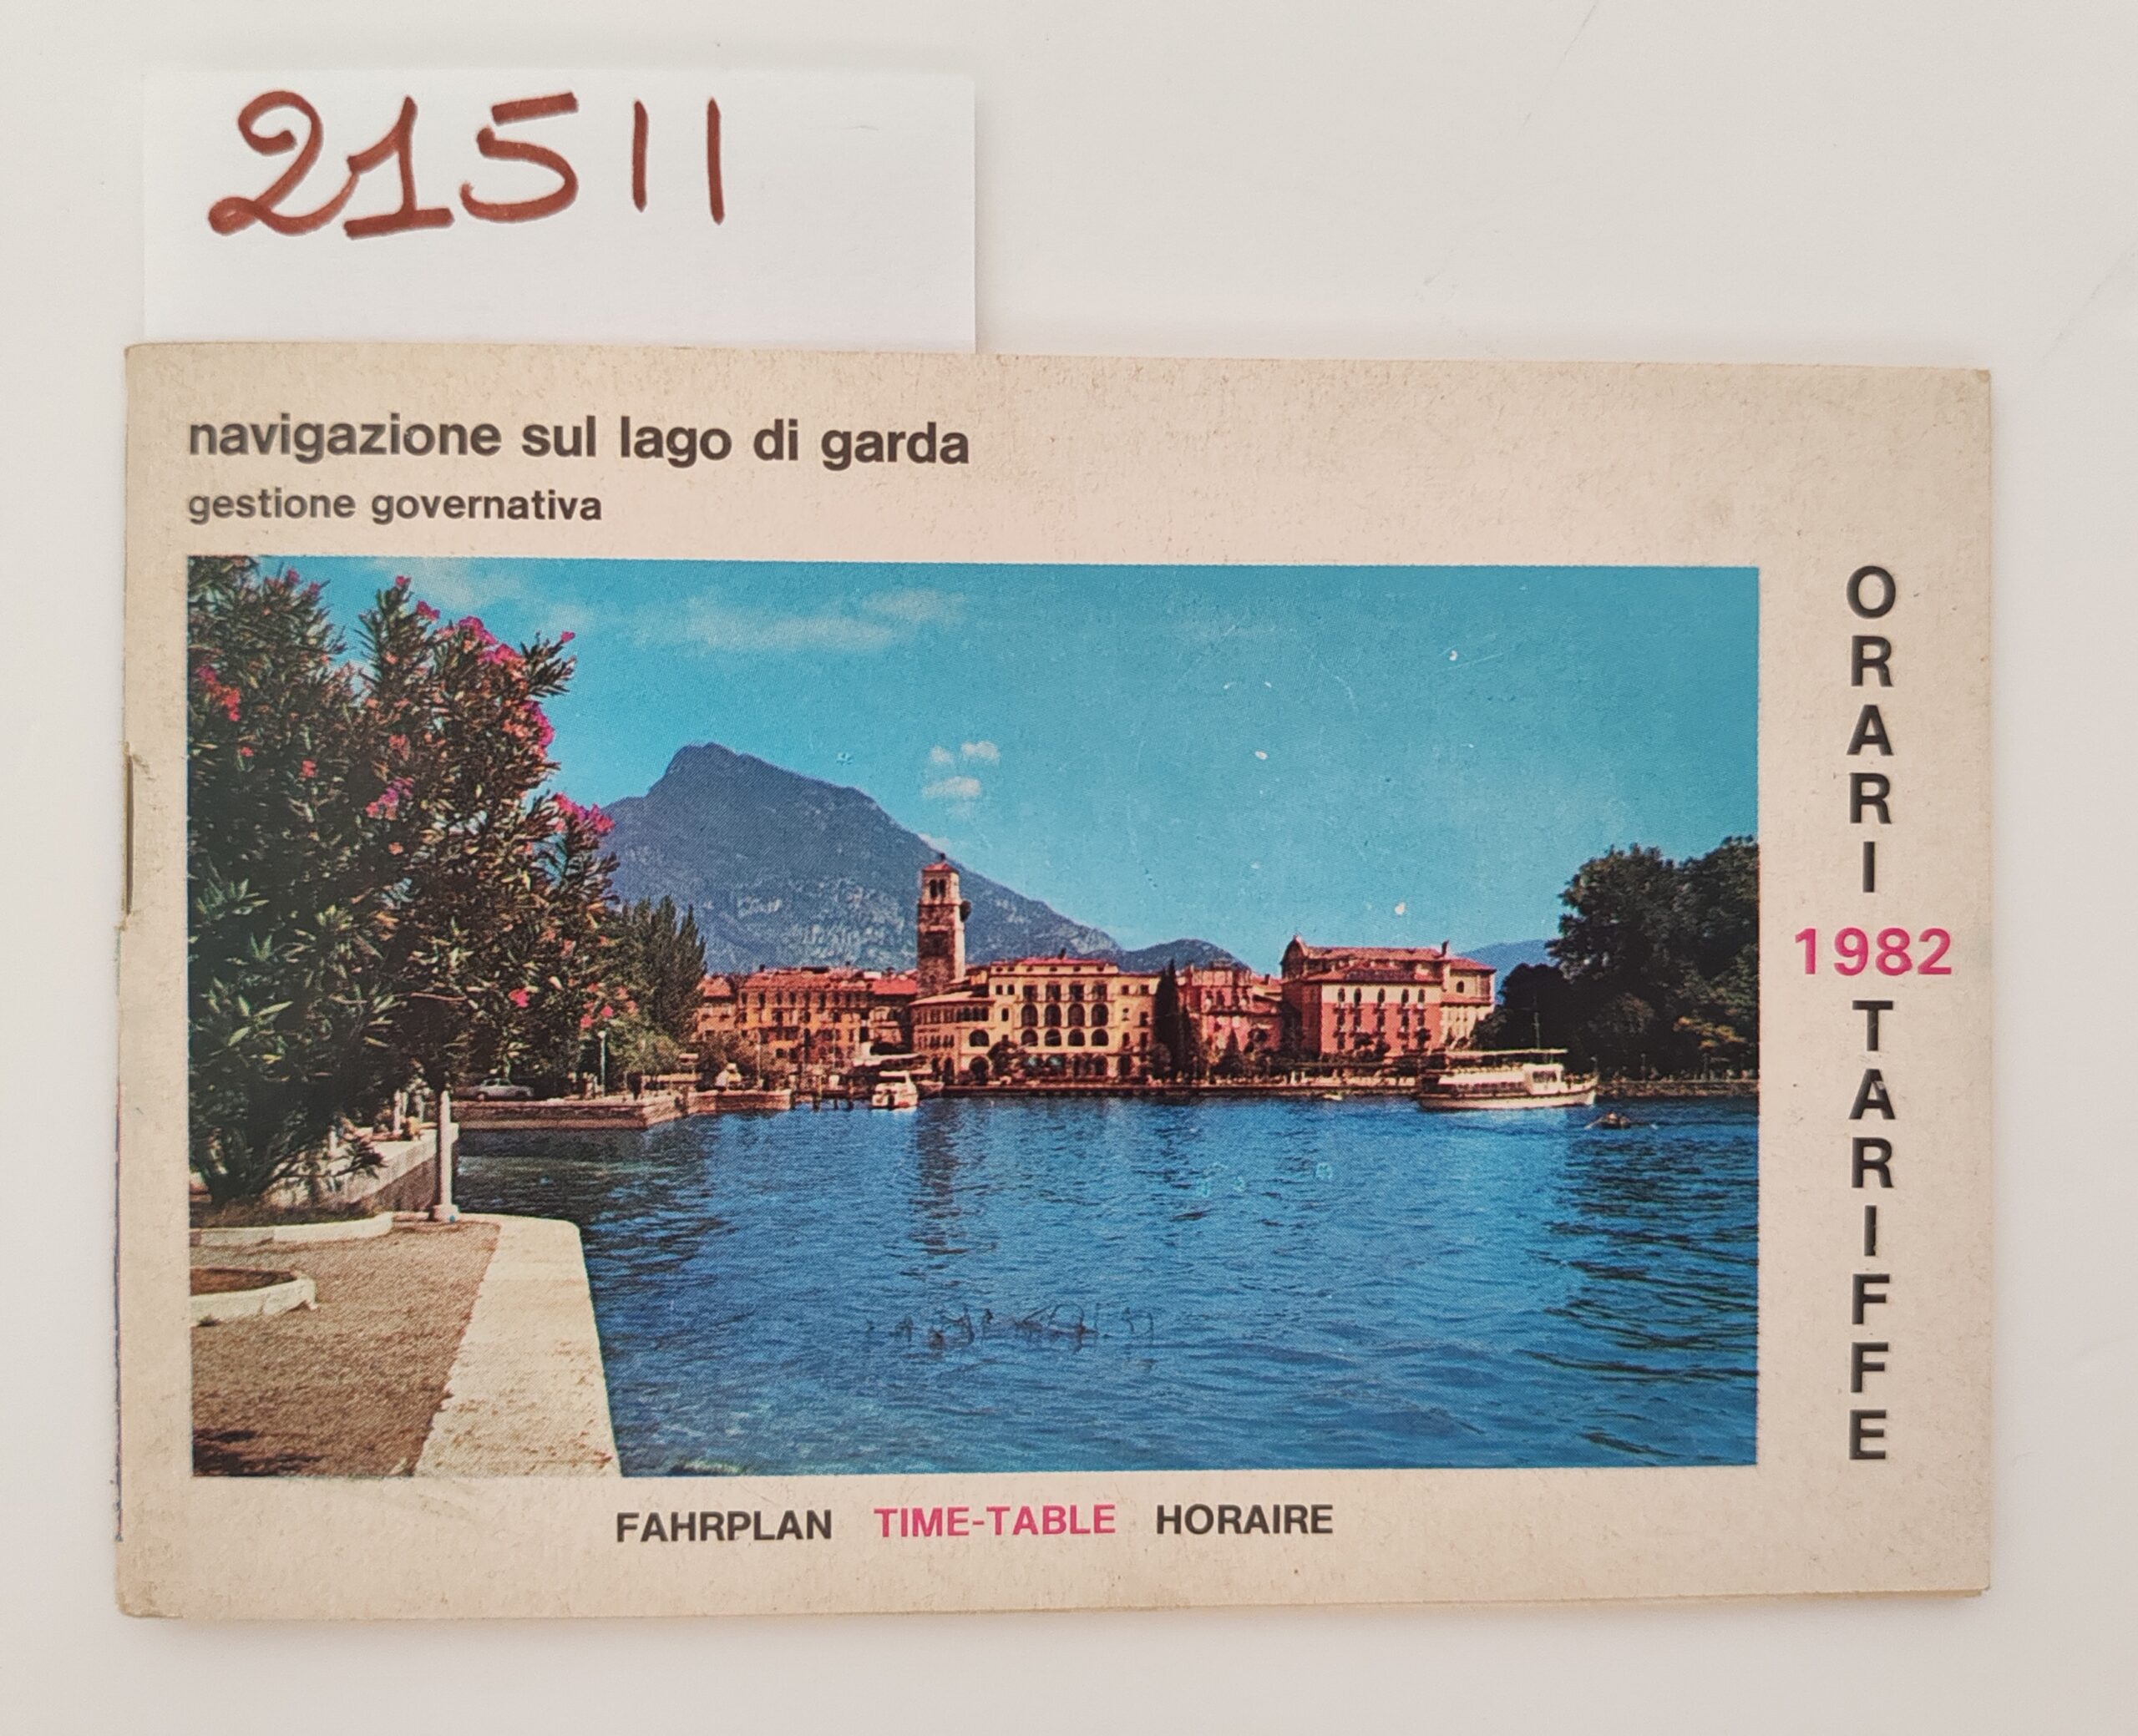 21511
navigazione sul lago di garda
gestione governativa
ORARI
1982
TARIFFE
FAHRPLAN TIME-TABLE HORAIRE